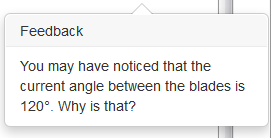 Feedback
You may have noticed that the
current angle between the blades is
120°. Why is that?